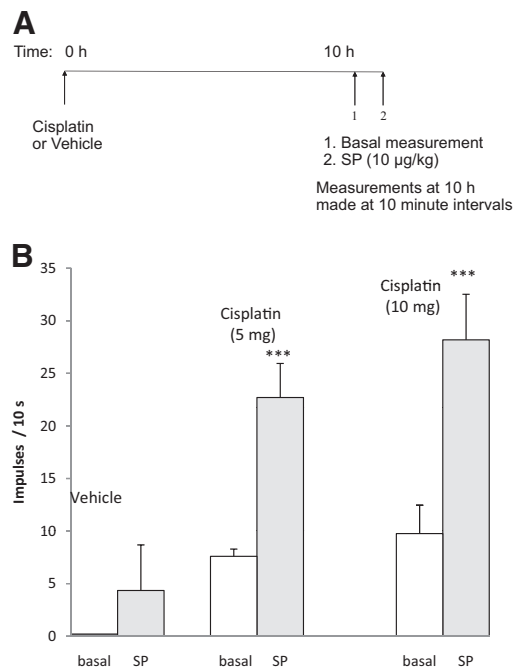 A
Time: 0 h 10 h
1 2
Cisplatin
or Vehicle
1. Basal measurement
2. SP (10 µg/kg)
Measurements at 10 h
made at 10 minute intervals
B
35
30
25
20
15
10
5
0
Impulses / 10 s
Vehicle
Cisplatin
(5 mg)
***
Cisplatin
(10 mg)
***
basal SP basal SP basal SP